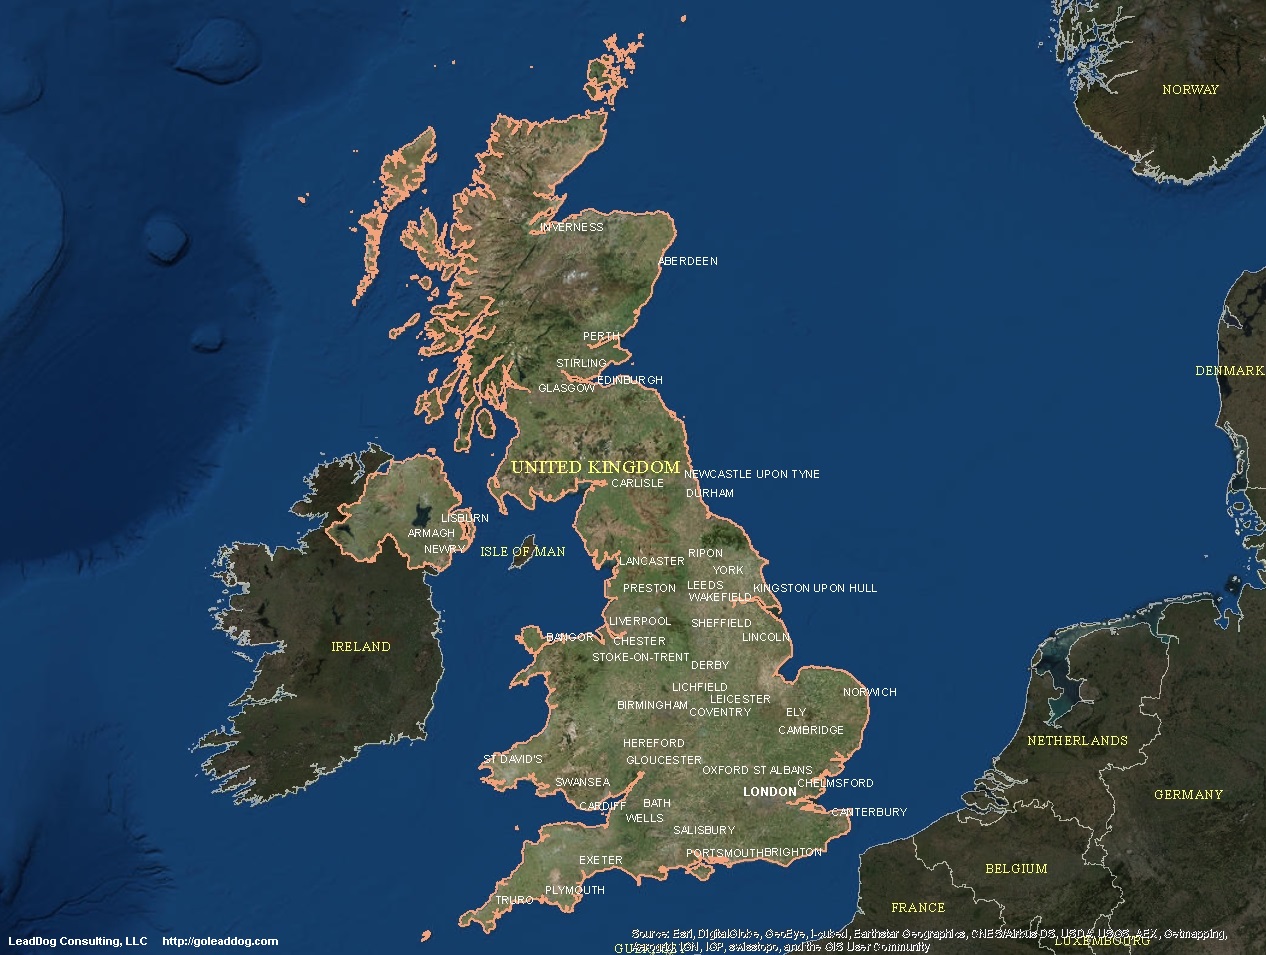 NORWAY
INVERNESS
ABERDEEN
PERTH
STIRLING
DENMARK
EDINBURGH
GLASGOW
UNITED KINGDOM
NEWCASTLE UPON TYNE
CARLISLE
DURHAM
LISBURN
ARMAGH
NEWRY
ISLE OF MAN
RIPON
LANCASTER
YORK
PRESTON
LEEDS
KINGSTON UPON HULL
WAKEFIELD
LIVERPOOL
SHEFFIELD
BANGOR
CHESTER
LINCOLN
IRELAND
STOKE-ON-TRENT
DERBY
LICHFIELD
NORWICH
LEICESTER
BIRMINGHAM
COVENTRY
ELY
CAMBRIDGE
NETHERLANDS
HEREFORD
ST DAVID'S
GLOUCESTER
OXFORD
ST ALBANS
SWANSEA
CHELMSFORD
LONDON
GERMANY
CARDIFF
BATH
CANTERBURY
WELLS
SALISBURY
PORTSMOUTH
BRIGHTON
EXETER
BELGIUM
PLYMOUTH
TRURO
FRANCE
LeadDog Consulting, LLC http://goleaddog.com
Source: Esri, DigitalGlobe, GeoEye, i-cubed, Earthstar Geographics, CNES/Airbus DS, USDA, USGS, AEX, Getmapping,
Aerogrid, IGN, IGP, swisstopo, and the GIS User Community
LUXEMBOURG